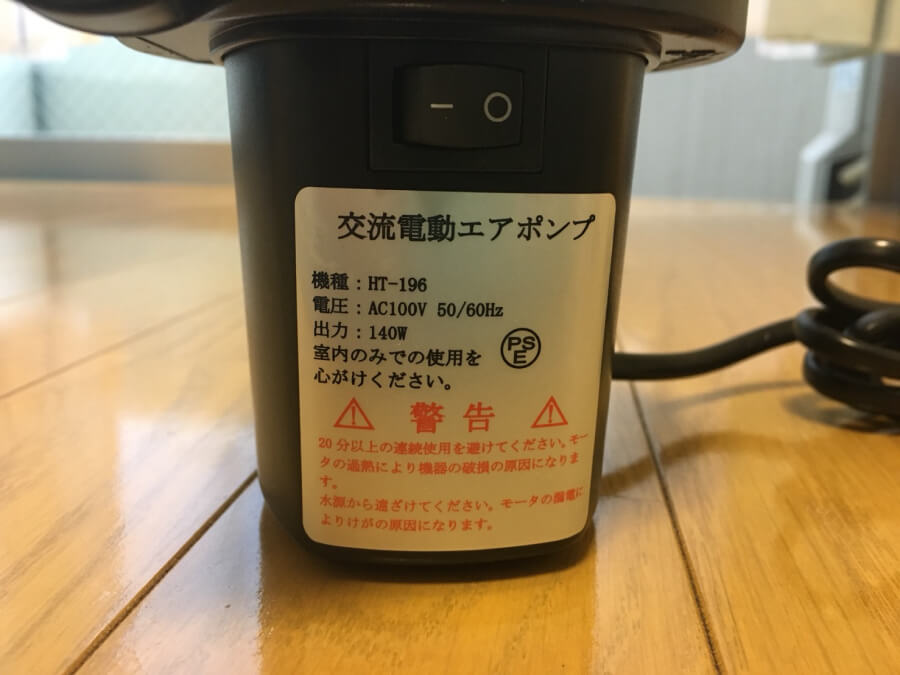 — O
交流電動エアポンプ
機種：HT-196
電圧：AC100V 50/60Hz
出力：140W
室内のみでの使用を
心がけください。
PS
E
警告
20分以上の連続使用を避けてください。モー
タの過熱により機器の破損の原因になりま
す。
水源から遠ざけてください。モータの漏電に
よりけがの原因になります。